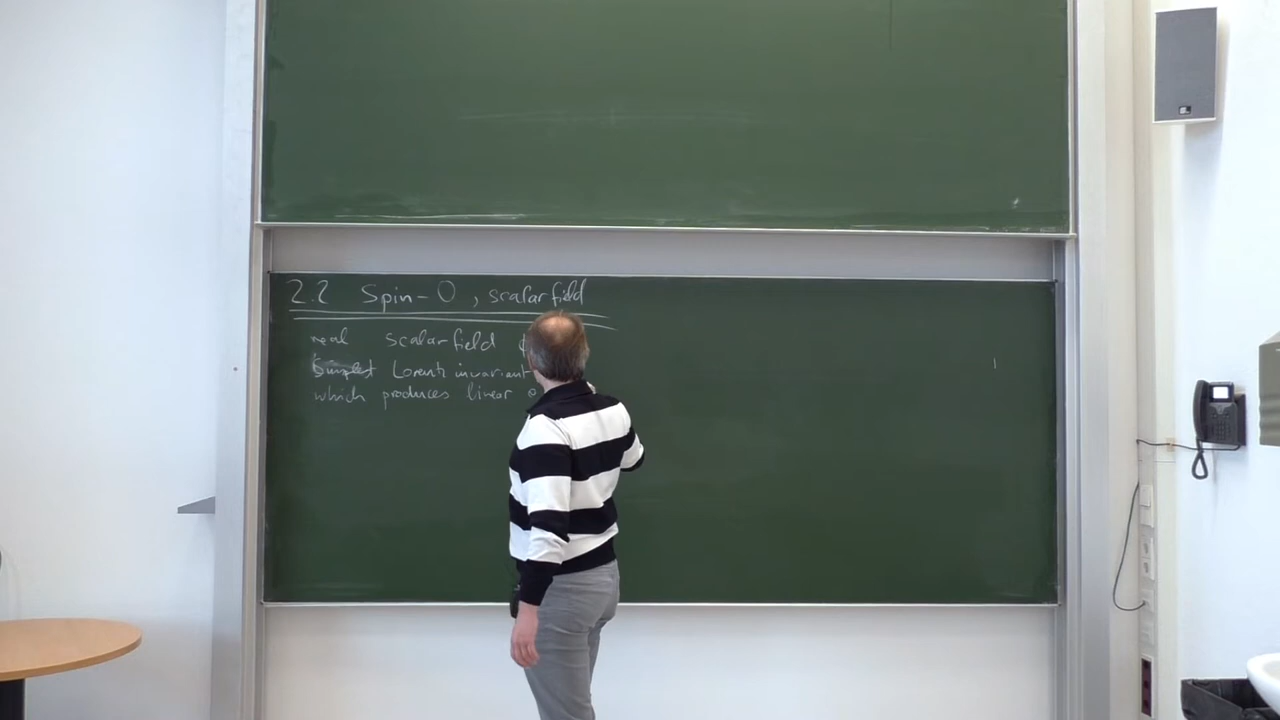 2.2 Spin-0, scalar field
real scalar field
Simplest Lorentz invariant
which produces linear